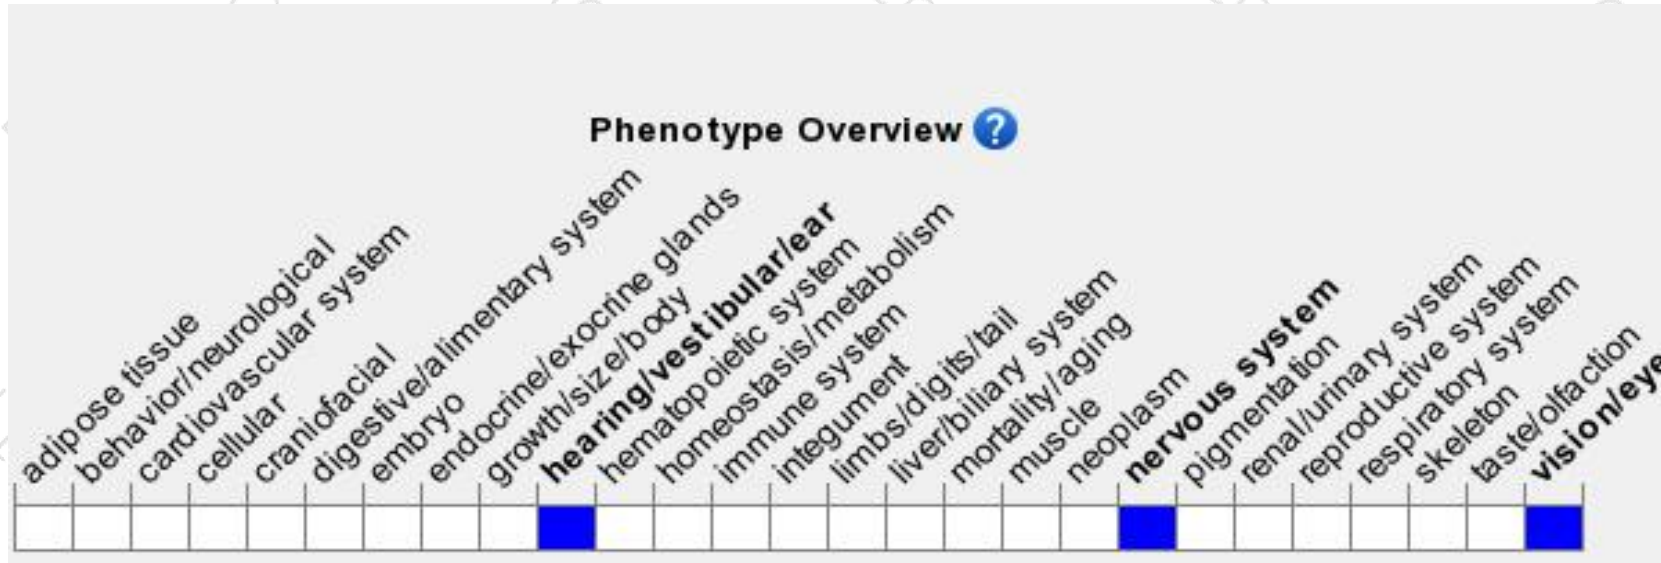 Phenotype Overview ?
adipose tissue
behavior/neurological
cardiovascular system
cellular
craniofacial
digestive/alimentary system
embryo
endocrine/exocrine glands
growth/size/body
hearing/vestibular/ear
hematopoietic system
homeostasis/metabolism
immune system
integument
limbs/digits/tail
liver/biliary system
mortality/aging
muscle
neoplasm
nervous system
pigmentation
renal/urinary system
reproductive system
respiratory system
skeleton
taste/olfaction
vision/eye